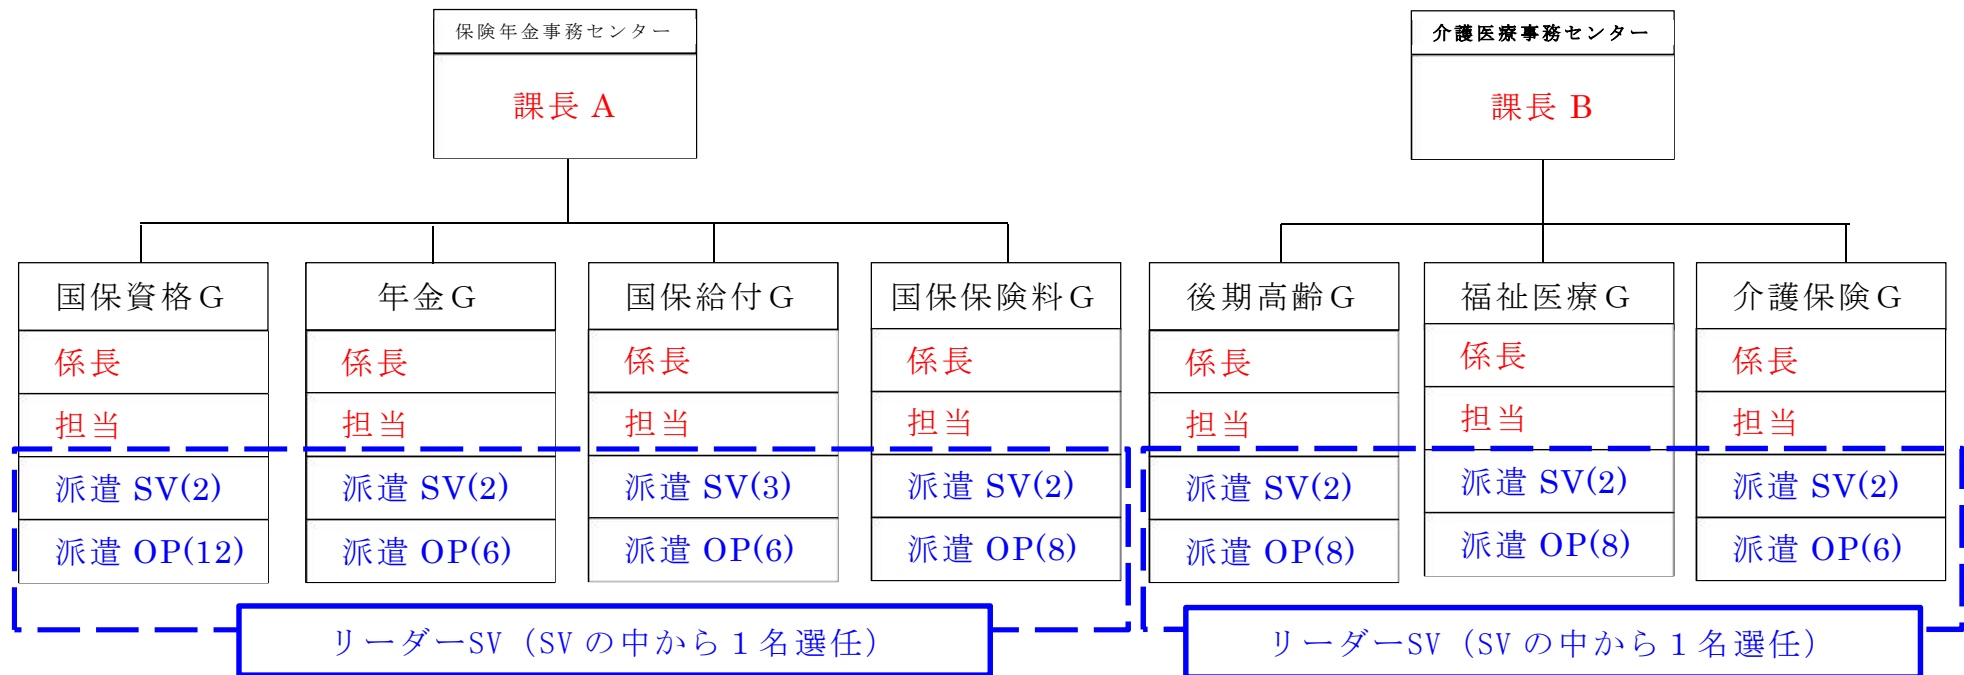 保険年金事務センター
課長 A
介護医療事務センター
課長 B
国保資格G
係長
担当
派遣 SV(2)
派遣 OP(12)
年金G
係長
担当
派遣 SV(2)
派遣 OP(6)
国保給付G
係長
担当
派遣 SV(3)
派遣 OP(6)
国保保険料G
係長
担当
派遣 SV(2)
派遣 OP(8)
後期高齢G
係長
担当
派遣 SV(2)
派遣 OP(8)
福祉医療G
係長
担当
派遣 SV(2)
派遣 OP(8)
介護保険G
係長
担当
派遣 SV(2)
派遣 OP(6)
リーダーSV（SVの中から１名選任）
リーダーSV（SVの中から１名選任）